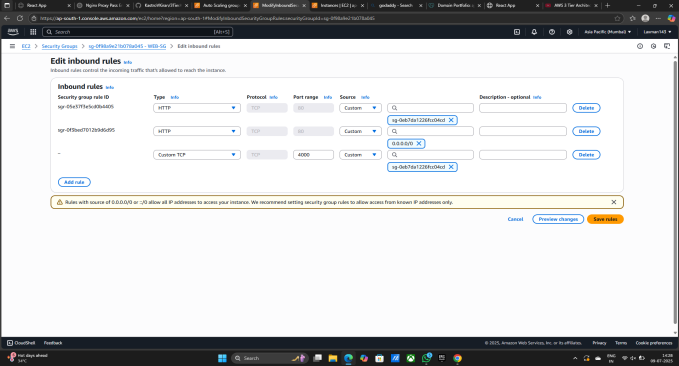 React App
Nginx Proxy Pass
Auto Scaling group
ModifyInboundSe
Instances | EC2
godaddy - Search
Domain Portfolio
React App
AWS 3 Tier Archite
https://ap-south-1.console.aws.amazon.com/ec2/home?region=ap-south-1#ModifyInboundSecurityGroupRules:securityGroupId=sg-0f98a9e21fa078a045
aws
Search
[Alt+S]
Asia Pacific (Mumbai)
EC2
Security Groups
sg-0f98a9e21fa078a045 - WEB-SG
Edit inbound rules
Edit inbound rules Info
Inbound rules control the incoming traffic that's allowed to reach the instance.
Inbound rules Info
Security group rule ID
Type Info
Protocol Info
Port range Info
Source Info
Description - optional Info
sgr-05e57f3e5cd0b4405
HTTP
TCP
80
Custom
Delete
sg-0eb7da1226fcc04cd
sgr-0f3bed7012b9d6d95
HTTP
TCP
80
Custom
Delete
0.0.0.0/0
–
Custom TCP
TCP
4000
Custom
Delete
sg-0eb7da1226fcc04cd
Add rule
Rules with source of 0.0.0.0/0 or ::/0 allow all IP addresses to access your instance. We recommend setting security group rules to allow access from known IP addresses only.
Cancel
Preview changes
Save rules
CloudShell
Feedback
© 2025, Amazon Web Services, Inc. or its affiliates.
Privacy
Terms
Cookie preferences
Hot days ahead
34°C
Search
ENG
IN
14:28
09-07-2025